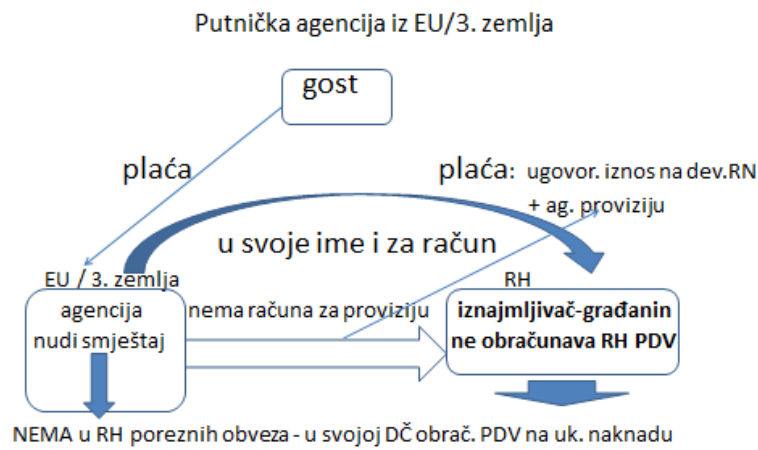 Putnička agencija iz EU/3. zemlja
gost
plaća
plaća: ugovor. iznos na dev.RN
+ ag. proviziju
u svoje ime i za račun
EU / 3. zemlja
RH
agencija
nudi smještaj
nema računa za proviziju
iznajmljivač-građanin
ne obračunava RH PDV
NEMA u RH poreznih obveza - u svojoj DČ obrač. PDV na uk. naknadu